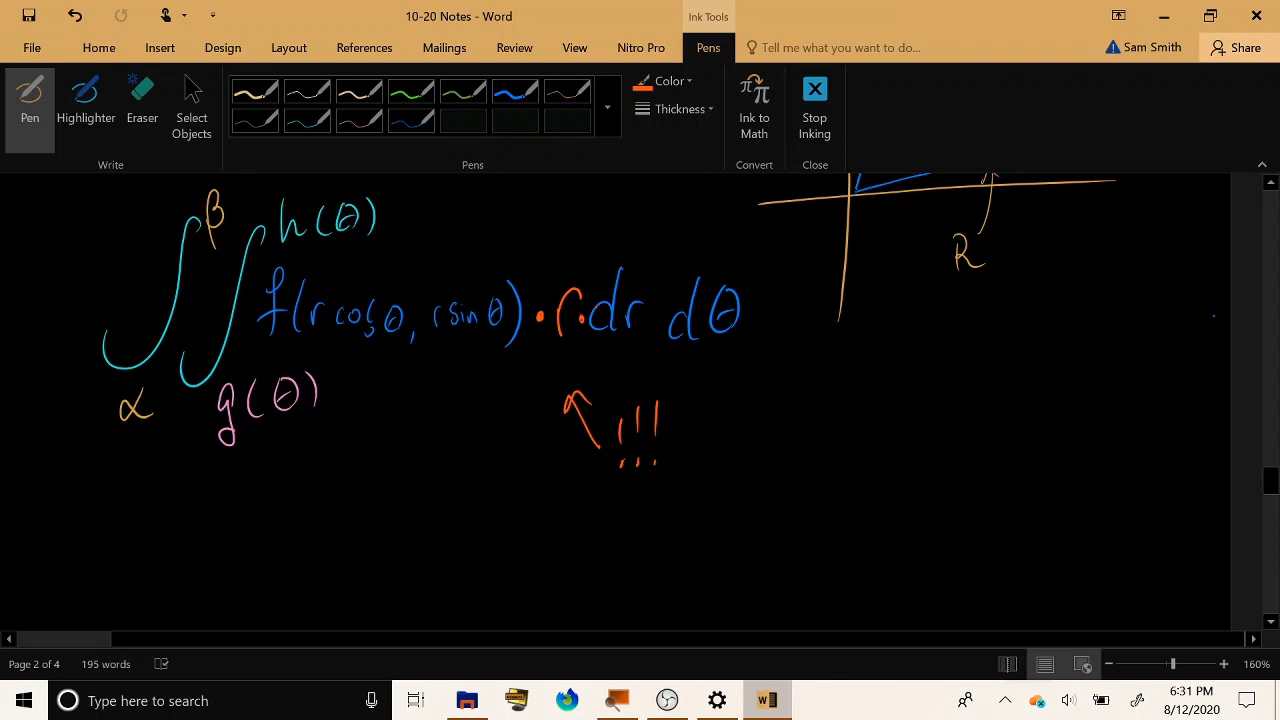 10-20 Notes - Word
Ink Tools
File Home Insert Design Layout References Mailings Review View Nitro Pro Pens Tell me what you want to do... Sam Smith Share
Pen Highlighter Eraser Select Objects
Color
Thickness
Ink to Math
Stop Inking
Write Pens Convert Close
β h(θ)
∫∫ f(r cos θ, r sin θ) · r · dr dθ
α g(θ)
!!!
R
Page 2 of 4 195 words 160%
Type here to search
6:31 PM
8/12/2020